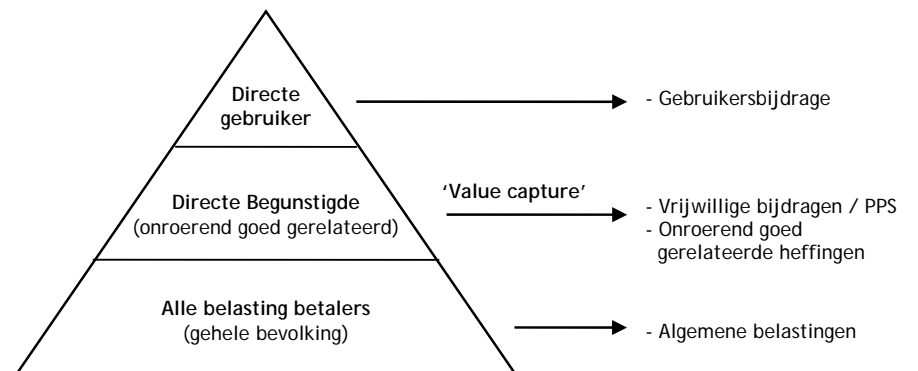 Directe
gebruiker
- Gebruikersbijdrage
Directe Begunstigde
(onroerend goed gerelateerd)
'Value capture'
- Vrijwillige bijdragen / PPS
- Onroerend goed
gerelateerde heffingen
Alle belasting betalers
(gehele bevolking)
- Algemene belastingen